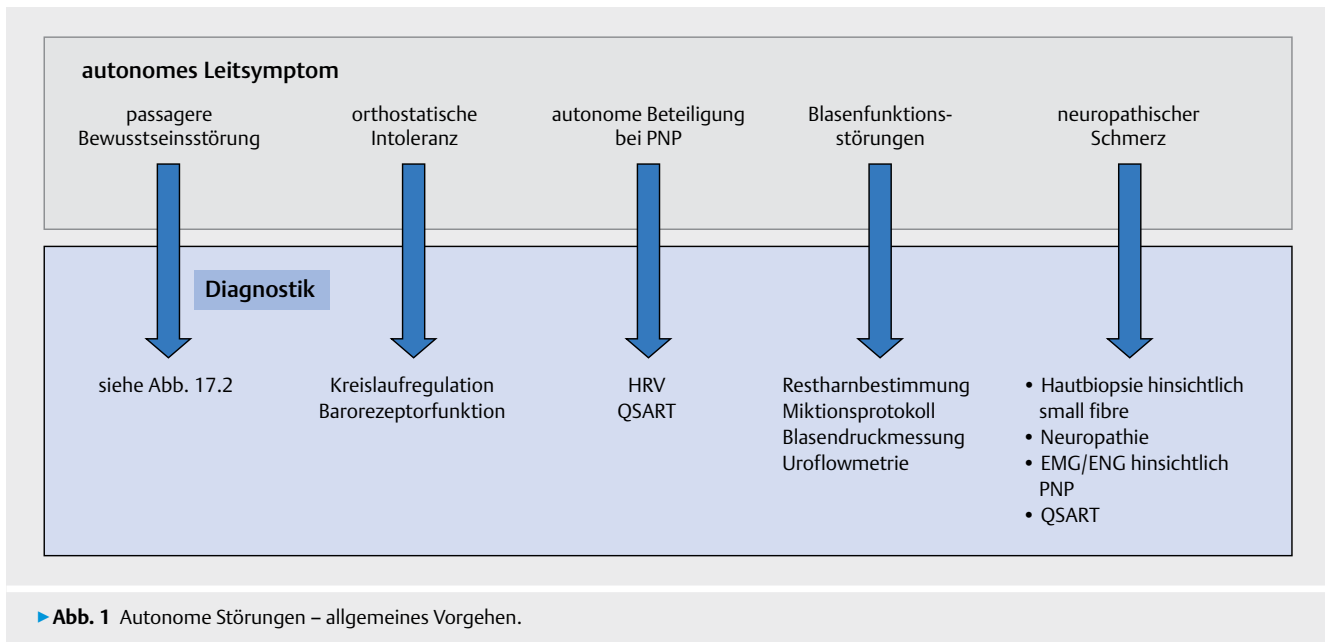 autonomes Leitsymptom
passagere
Bewusstseinsstörung
orthostatische
Intoleranz
autonome Beteiligung
bei PNP
Blasenfunktions-
störungen
neuropathischer
Schmerz
Diagnostik
siehe Abb. 17.2
Kreislaufregulation
Barorezeptorfunktion
HRV
QSART
Restharnbestimmung
Miktionsprotokoll
Blasendruckmessung
Uroflowmetrie
• Hautbiopsie hinsichtlich
small fibre
• Neuropathie
• EMG/ENG hinsichtlich
PNP
• QSART
▶Abb. 1 Autonome Störungen – allgemeines Vorgehen.